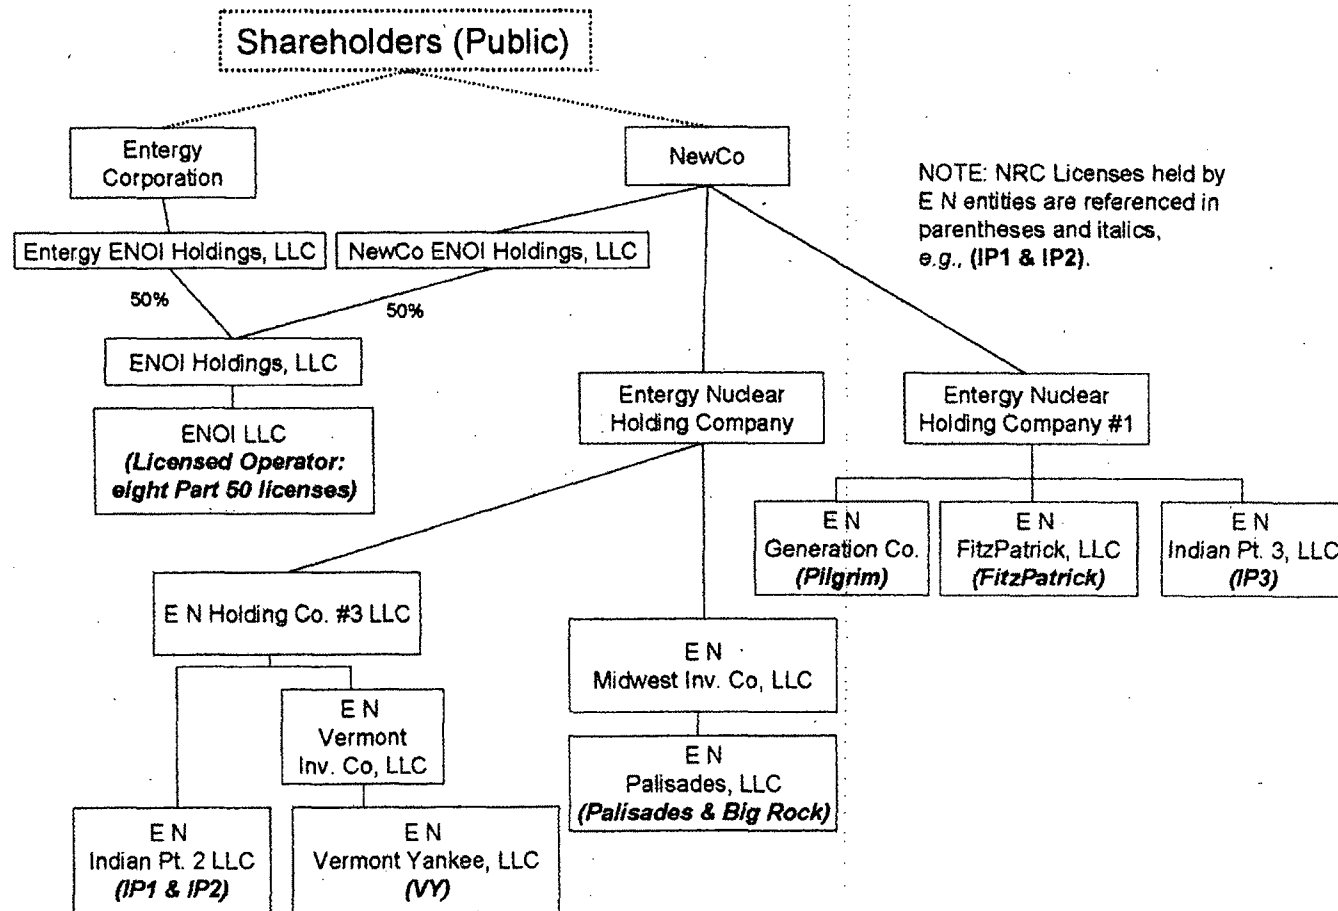 Shareholders (Public)
Entergy
Corporation
NewCo
NOTE: NRC Licenses held by
E N entities are referenced in
parentheses and italics,
e.g., (IP1 & IP2).
Entergy ENOI Holdings, LLC
NewCo ENOI Holdings, LLC
50%
50%
ENOI Holdings, LLC
ENOI LLC
(Licensed Operator:
eight Part 50 licenses)
Entergy Nuclear
Holding Company
Entergy Nuclear
Holding Company #1
E N
Generation Co.
(Pilgrim)
E N
FitzPatrick, LLC
(FitzPatrick)
E N
Indian Pt. 3, LLC
(IP3)
E N Holding Co. #3 LLC
E N
Midwest Inv. Co, LLC
E N
Vermont
Inv. Co, LLC
E N
Palisades, LLC
(Palisades & Big Rock)
E N
Indian Pt. 2 LLC
(IP1 & IP2)
E N
Vermont Yankee, LLC
(VY)